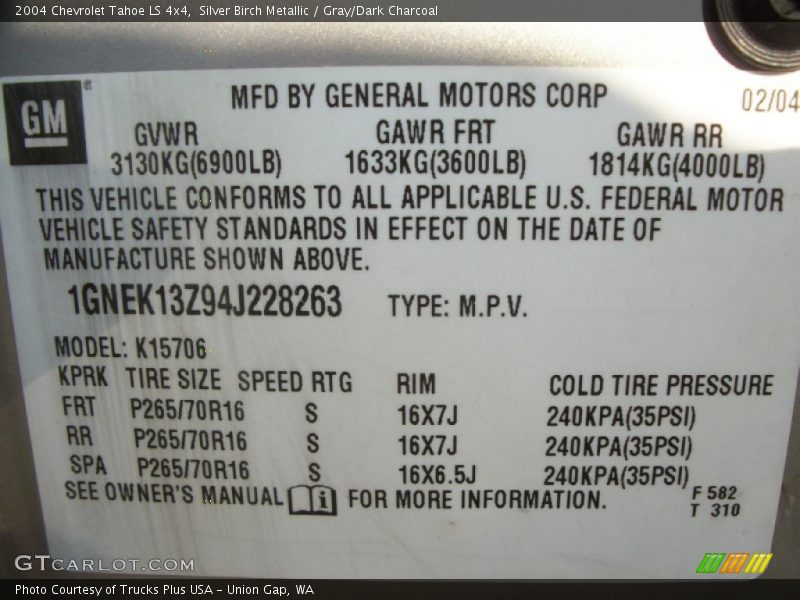 2004 Chevrolet Tahoe LS 4x4, Silver Birch Metallic / Gray/Dark Charcoal
GM®
MFD BY GENERAL MOTORS CORP
02/04
GVWR GAWR FRT GAWR RR
3130KG(6900LB) 1633KG(3600LB) 1814KG(4000LB)
THIS VEHICLE CONFORMS TO ALL APPLICABLE U.S. FEDERAL MOTOR
VEHICLE SAFETY STANDARDS IN EFFECT ON THE DATE OF
MANUFACTURE SHOWN ABOVE.
1GNEK13Z94J228263 TYPE: M.P.V.
MODEL: K15706
KPRK TIRE SIZE SPEED RTG RIM COLD TIRE PRESSURE
FRT P265/70R16 S 16X7J 240KPA(35PSI)
RR P265/70R16 S 16X7J 240KPA(35PSI)
SPA P265/70R16 S 16X6.5J 240KPA(35PSI)
SEE OWNER'S MANUAL i FOR MORE INFORMATION.
F 582
T 310
GTCARLOT.COM
Photo Courtesy of Trucks Plus USA - Union Gap, WA